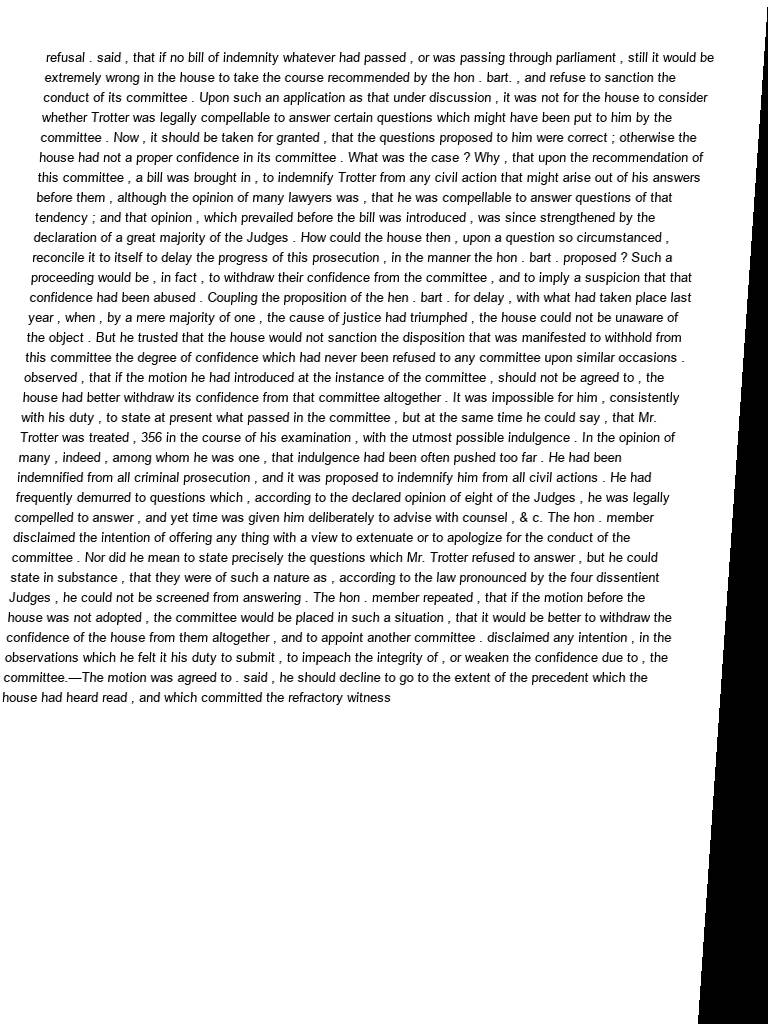 refusal . said , that if no bill of indemnity whatever had passed , or was passing through parliament , still it would be
extremely wrong in the house to take the course recommended by the hon . bart. , and refuse to sanction the
conduct of its committee . Upon such an application as that under discussion , it was not for the house to consider
whether Trotter was legally compellable to answer certain questions which might have been put to him by the
committee . Now , it should be taken for granted , that the questions proposed to him were correct ; otherwise the
house had not a proper confidence in its committee . What was the case ? Why , that upon the recommendation of
this committee , a bill was brought in , to indemnify Trotter from any civil action that might arise out of his answers
before them , although the opinion of many lawyers was , that he was compellable to answer questions of that
tendency ; and that opinion , which prevailed before the bill was introduced , was since strengthened by the
declaration of a great majority of the Judges . How could the house then , upon a question so circumstanced ,
reconcile it to itself to delay the progress of this prosecution , in the manner the hon . bart . proposed ? Such a
proceeding would be , in fact , to withdraw their confidence from the committee , and to imply a suspicion that that
confidence had been abused . Coupling the proposition of the hen . bart . for delay , with what had taken place last
year , when , by a mere majority of one , the cause of justice had triumphed , the house could not be unaware of
the object . But he trusted that the house would not sanction the disposition that was manifested to withhold from
this committee the degree of confidence which had never been refused to any committee upon similar occasions .
observed , that if the motion he had introduced at the instance of the committee , should not be agreed to , the
house had better withdraw its confidence from that committee altogether . It was impossible for him , consistently
with his duty , to state at present what passed in the committee , but at the same time he could say , that Mr.
Trotter was treated , 356 in the course of his examination , with the utmost possible indulgence . In the opinion of
many , indeed , among whom he was one , that indulgence had been often pushed too far . He had been
indemnified from all criminal prosecution , and it was proposed to indemnify him from all civil actions . He had
frequently demurred to questions which , according to the declared opinion of eight of the Judges , he was legally
compelled to answer , and yet time was given him deliberately to advise with counsel , & c. The hon . member
disclaimed the intention of offering any thing with a view to extenuate or to apologize for the conduct of the
committee . Nor did he mean to state precisely the questions which Mr. Trotter refused to answer , but he could
state in substance , that they were of such a nature as , according to the law pronounced by the four dissentient
Judges , he could not be screened from answering . The hon . member repeated , that if the motion before the
house was not adopted , the committee would be placed in such a situation , that it would be better to withdraw the
confidence of the house from them altogether , and to appoint another committee . disclaimed any intention , in the
observations which he felt it his duty to submit , to impeach the integrity of , or weaken the confidence due to , the
committee.—The motion was agreed to . said , he should decline to go to the extent of the precedent which the
house had heard read , and which committed the refractory witness